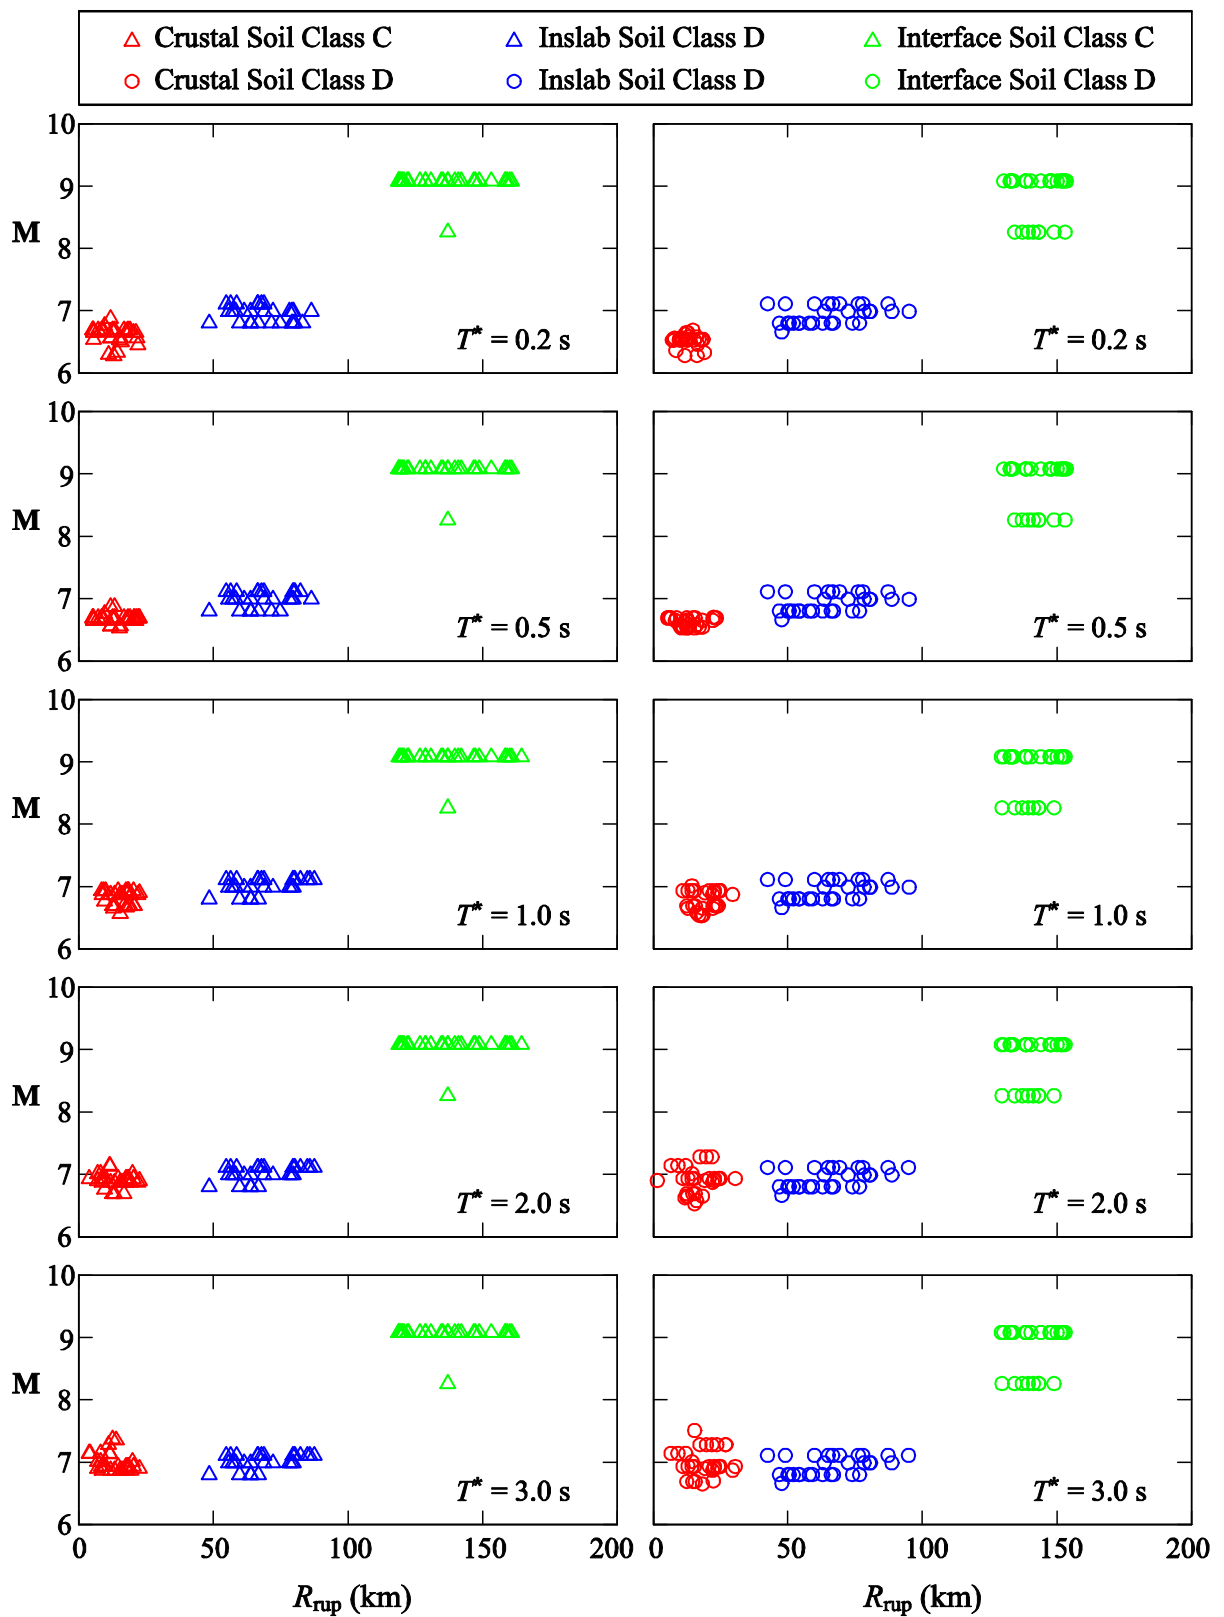 Crustal Soil Class C Inslab Soil Class D Interface Soil Class C
Crustal Soil Class D Inslab Soil Class D Interface Soil Class D
10
9
M
8
7
T* = 0.2 s T* = 0.2 s
6
10
9
M
8
7
T* = 0.5 s T* = 0.5 s
6
10
9
M
8
7
T* = 1.0 s T* = 1.0 s
6
10
9
M
8
7
T* = 2.0 s T* = 2.0 s
6
10
9
M
8
7
T* = 3.0 s T* = 3.0 s
6
0 50 100 150 200 0 50 100 150 200
Rrup (km) Rrup (km)